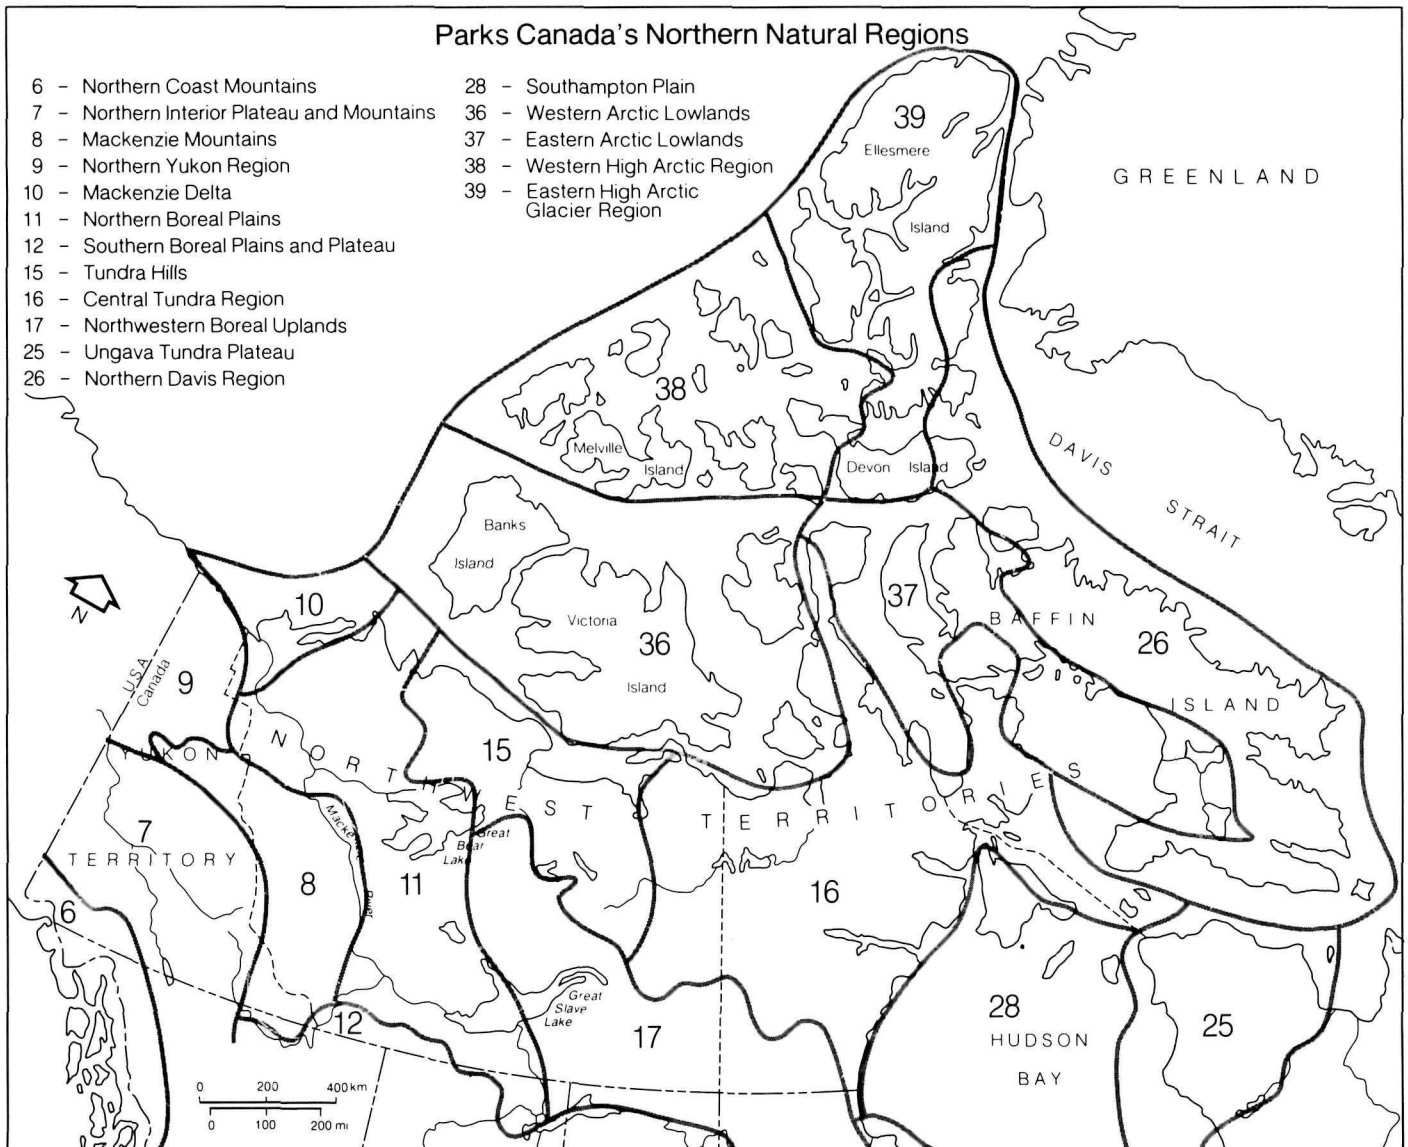 Parks Canada's Northern Natural Regions
6 – Northern Coast Mountains
7 – Northern Interior Plateau and Mountains
8 – Mackenzie Mountains
9 – Northern Yukon Region
10 – Mackenzie Delta
11 – Northern Boreal Plains
12 – Southern Boreal Plains and Plateau
15 – Tundra Hills
16 – Central Tundra Region
17 – Northwestern Boreal Uplands
25 – Ungava Tundra Plateau
26 – Northern Davis Region
28 – Southampton Plain
36 – Western Arctic Lowlands
37 – Eastern Arctic Lowlands
38 – Western High Arctic Region
39 – Eastern High Arctic
Glacier Region
39
Ellesmere
Island
GREENLAND
38
Melville
Island
Devon Island
DAVIS
STRAIT
Banks
Island
N
10
37
Victoria
36
Island
BAFFIN
26
ISLAND
USA
Canada
9
15
YUKON
TERRITORY
NORTHWEST TERRITORIES
7
Great
Bear
Lake
8
11
River
16
6
Great
Slave
Lake
12
17
28
HUDSON
BAY
25
0 200 400 km
0 100 200 mi